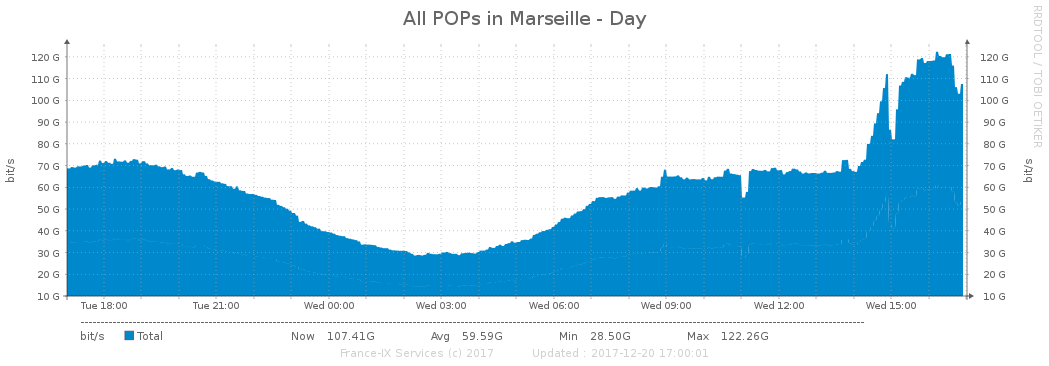 All POPs in Marseille - Day
RRDTOOL / TOBI OETIKER
bit/s
120 G 120 G
110 G 110 G
100 G 100 G
90 G 90 G
80 G 80 G
70 G 70 G
60 G 60 G
50 G 50 G
40 G 40 G
30 G 30 G
20 G 20 G
10 G 10 G
bit/s
Tue 18:00 Tue 21:00 Wed 00:00 Wed 03:00 Wed 06:00 Wed 09:00 Wed 12:00 Wed 15:00
bit/s Total Now 107.41G Avg 59.59G Min 28.50G Max 122.26G
France-IX Services (c) 2017 Updated : 2017-12-20 17:00:01